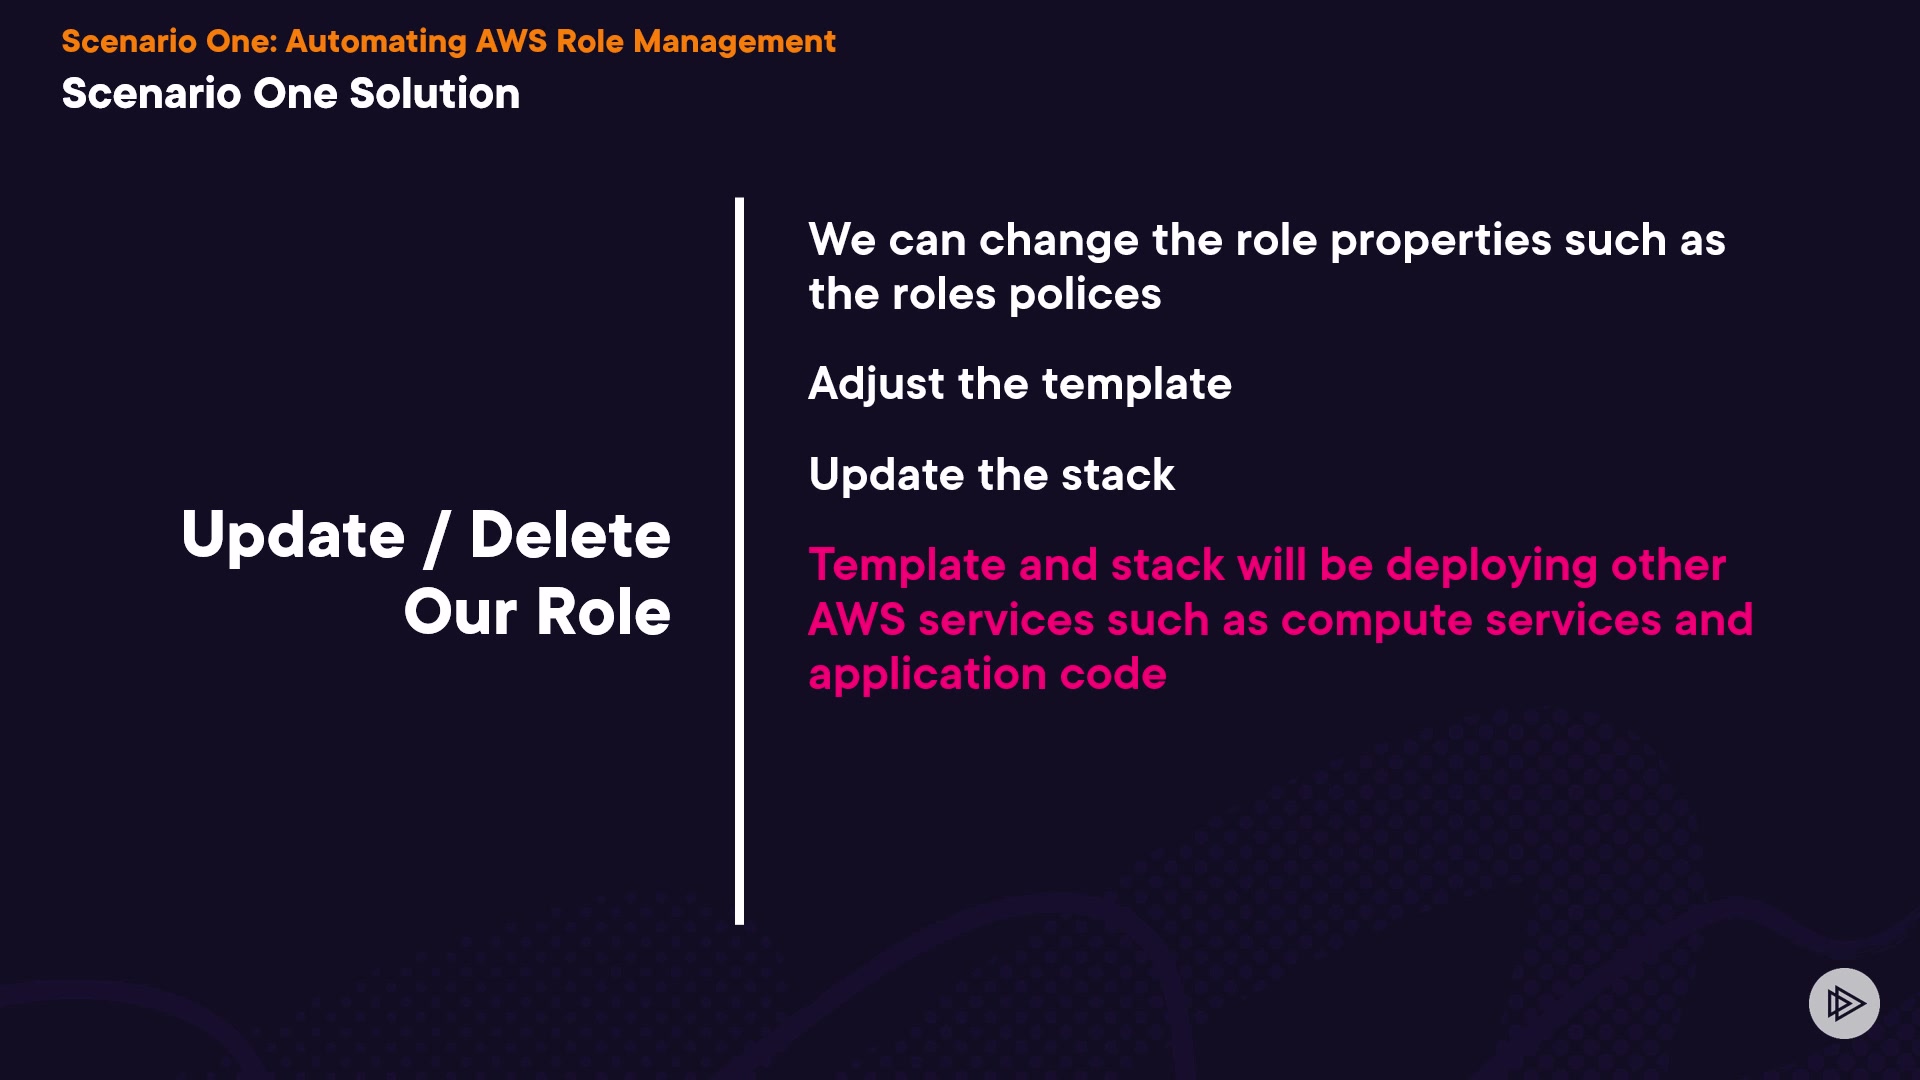 Scenario One: Automating AWS Role Management
Scenario One Solution
Update / Delete
Our Role
We can change the role properties such as
the roles polices
Adjust the template
Update the stack
Template and stack will be deploying other
AWS services such as compute services and
application code